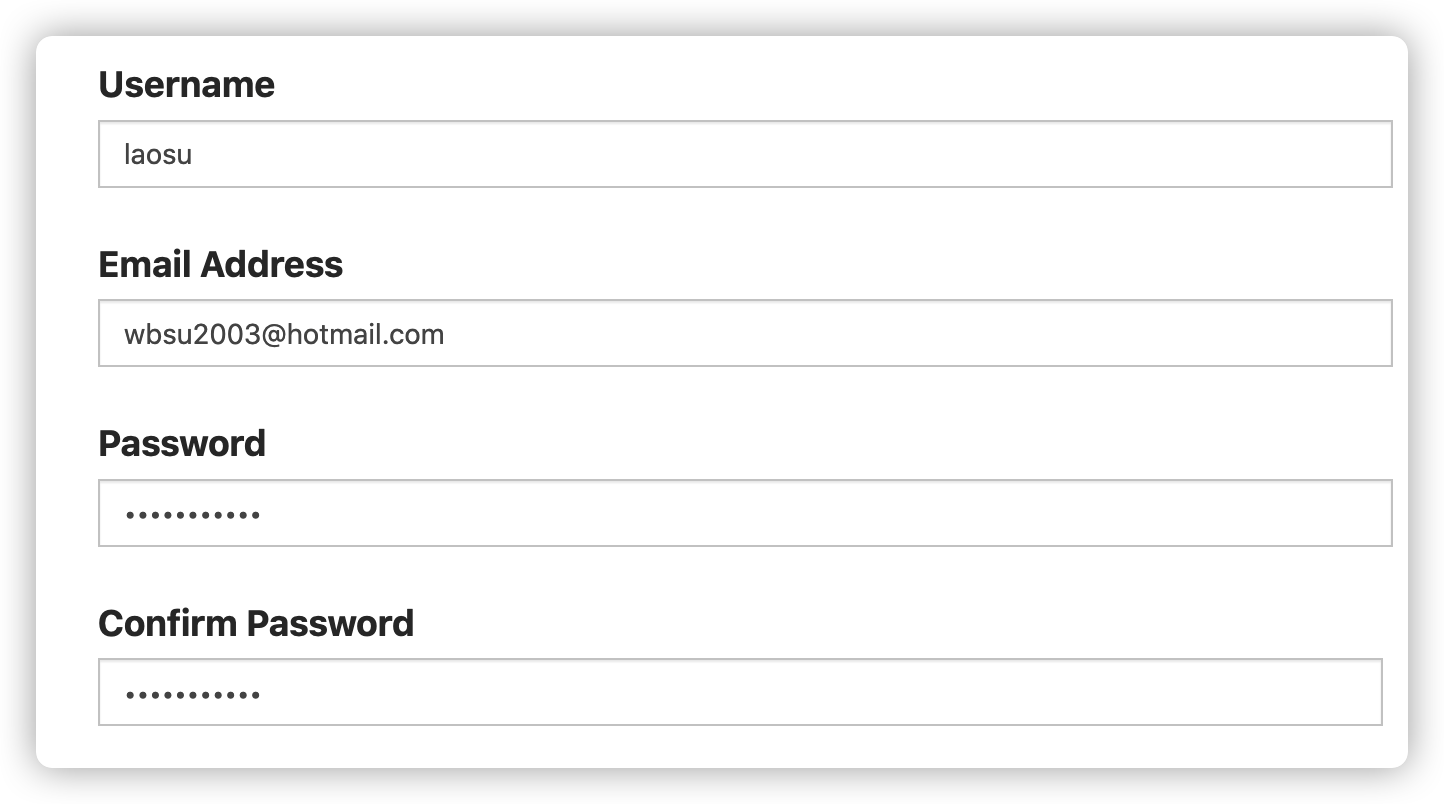 Username
laosu
Email Address
wbsu2003@hotmail.com
Password
•••••••••••
Confirm Password
•••••••••••